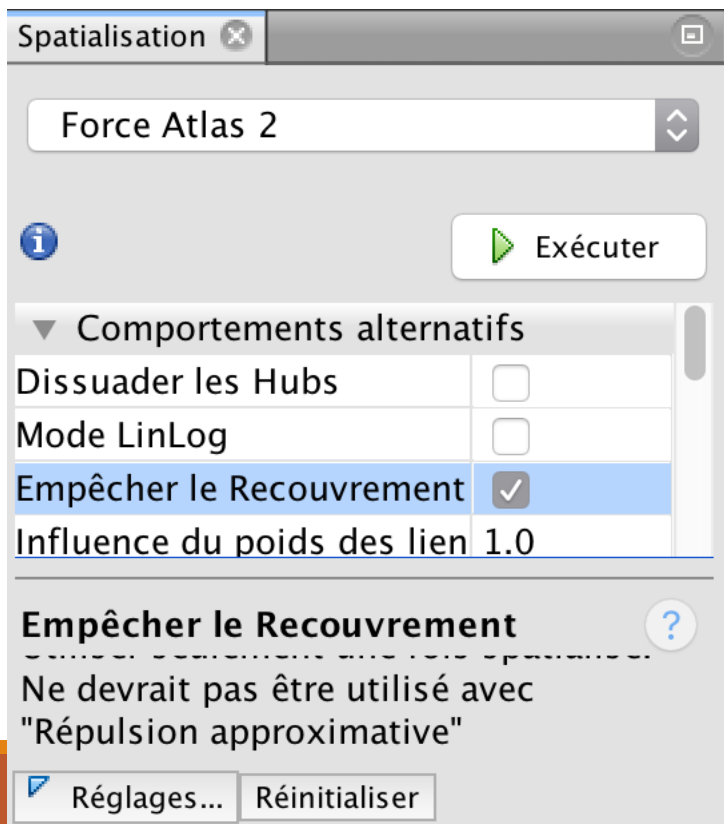 Spatialisation
Force Atlas 2
Exécuter
Comportements alternatifs
Dissuader les Hubs
Mode LinLog
Empêcher le Recouvrement
Influence du poids des lien 1.0
Empêcher le Recouvrement ?
Ne devrait pas être utilisé avec
"Répulsion approximative"
Réglages... Réinitialiser